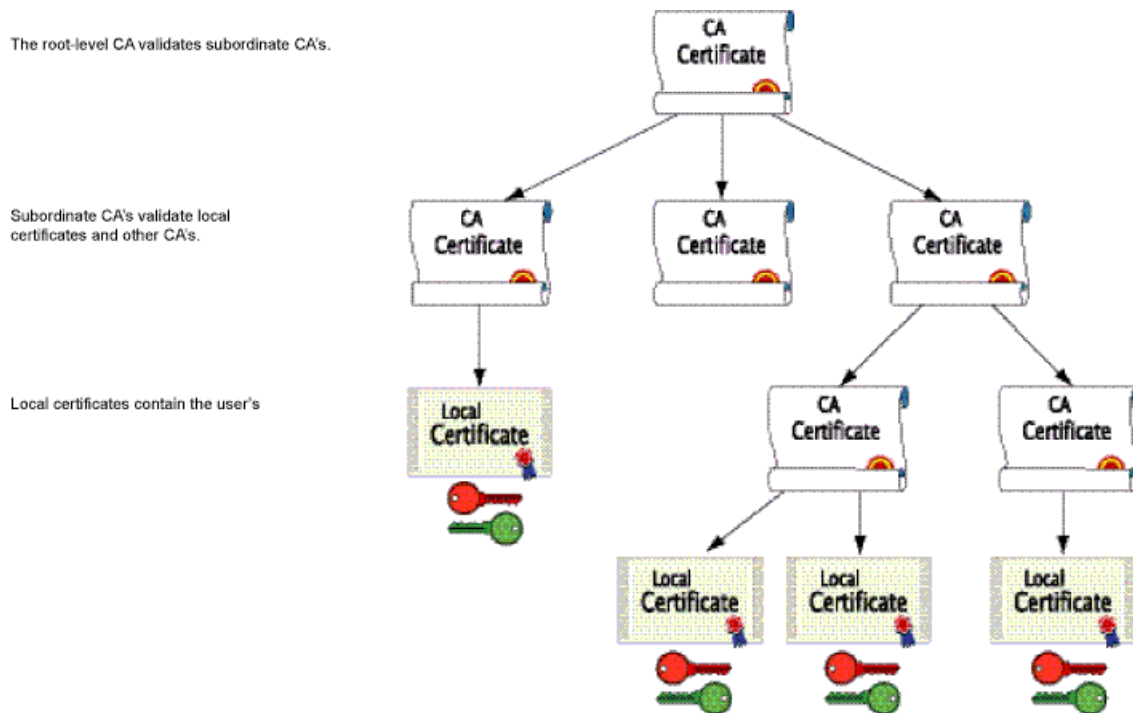 The root-level CA validates subordinate CA's.
CA
Certificate
Subordinate CA's validate local
certificates and other CA's.
CA
Certificate
CA
Certificate
CA
Certificate
Local certificates contain the user's
Local
Certificate
CA
Certificate
CA
Certificate
Local
Certificate
Local
Certificate
Local
Certificate